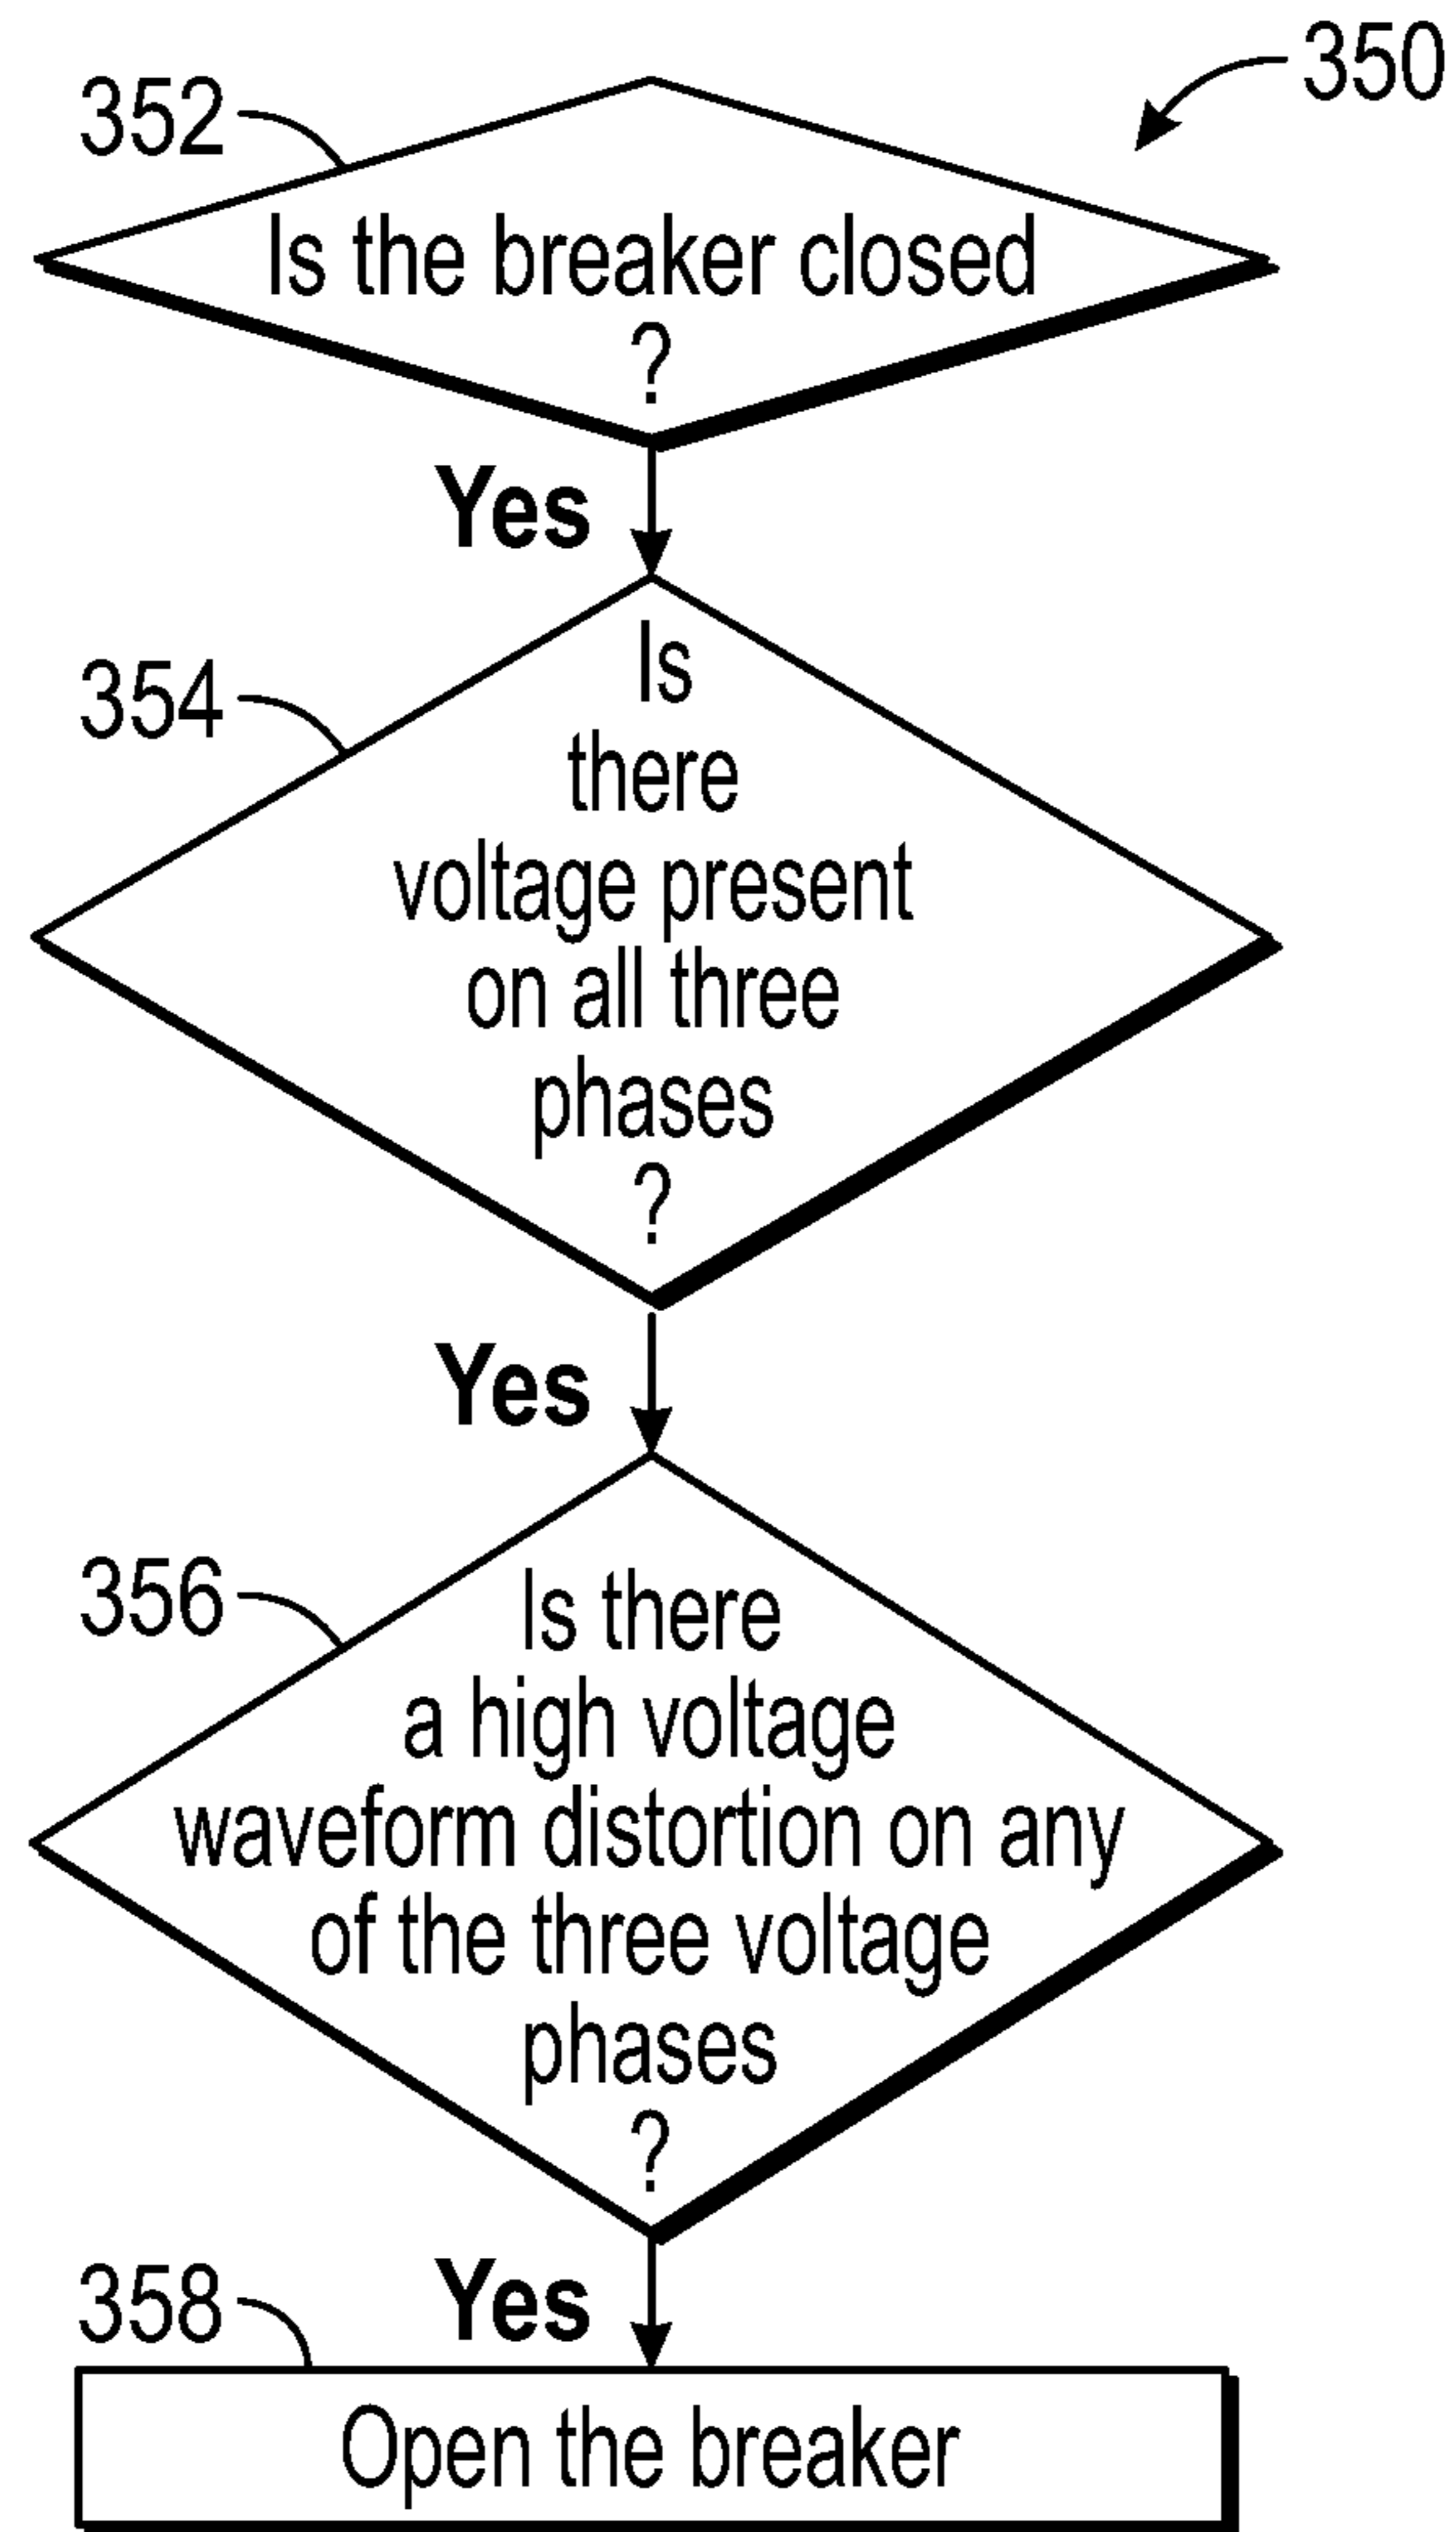 350
352
Is the breaker closed
?
Yes
354
Is
there
voltage present
on all three
phases
?
Yes
356
Is there
a high voltage
waveform distortion on any
of the three voltage
phases
?
Yes
358
Open the breaker